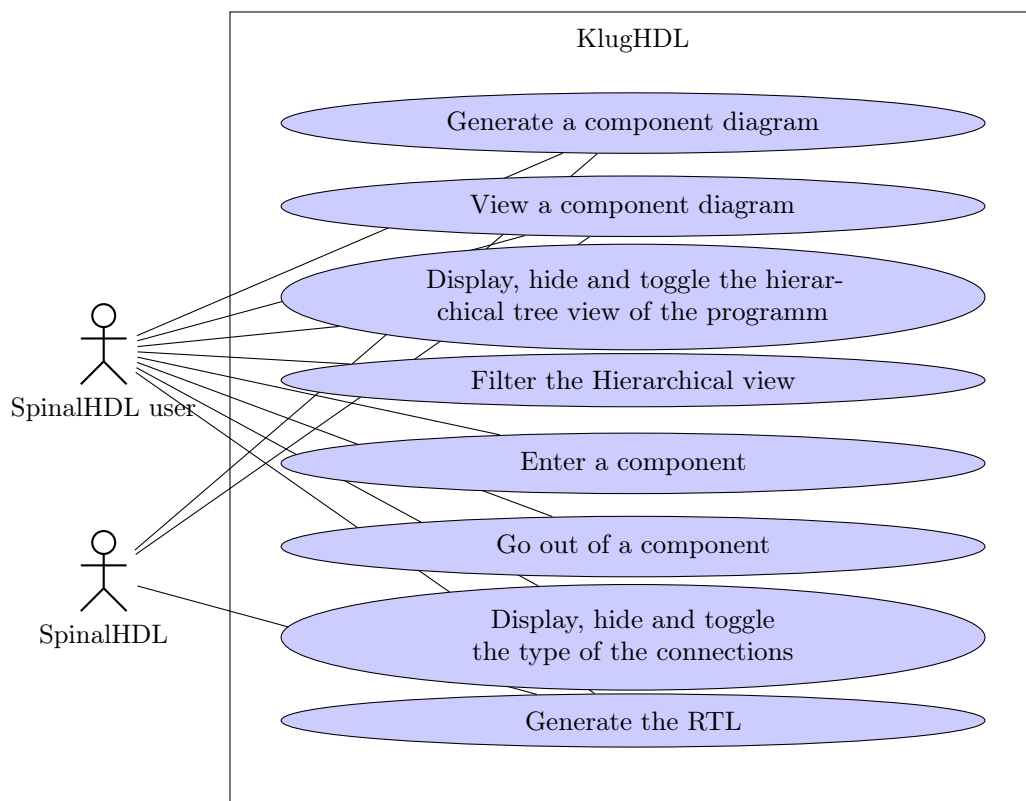 KlugHDL
Generate a component diagram
View a component diagram
Display, hide and toggle the hierar-
chical tree view of the programm
Filter the Hierarchical view
SpinalHDL user
Enter a component
Go out of a component
Display, hide and toggle
the type of the connections
SpinalHDL
Generate the RTL